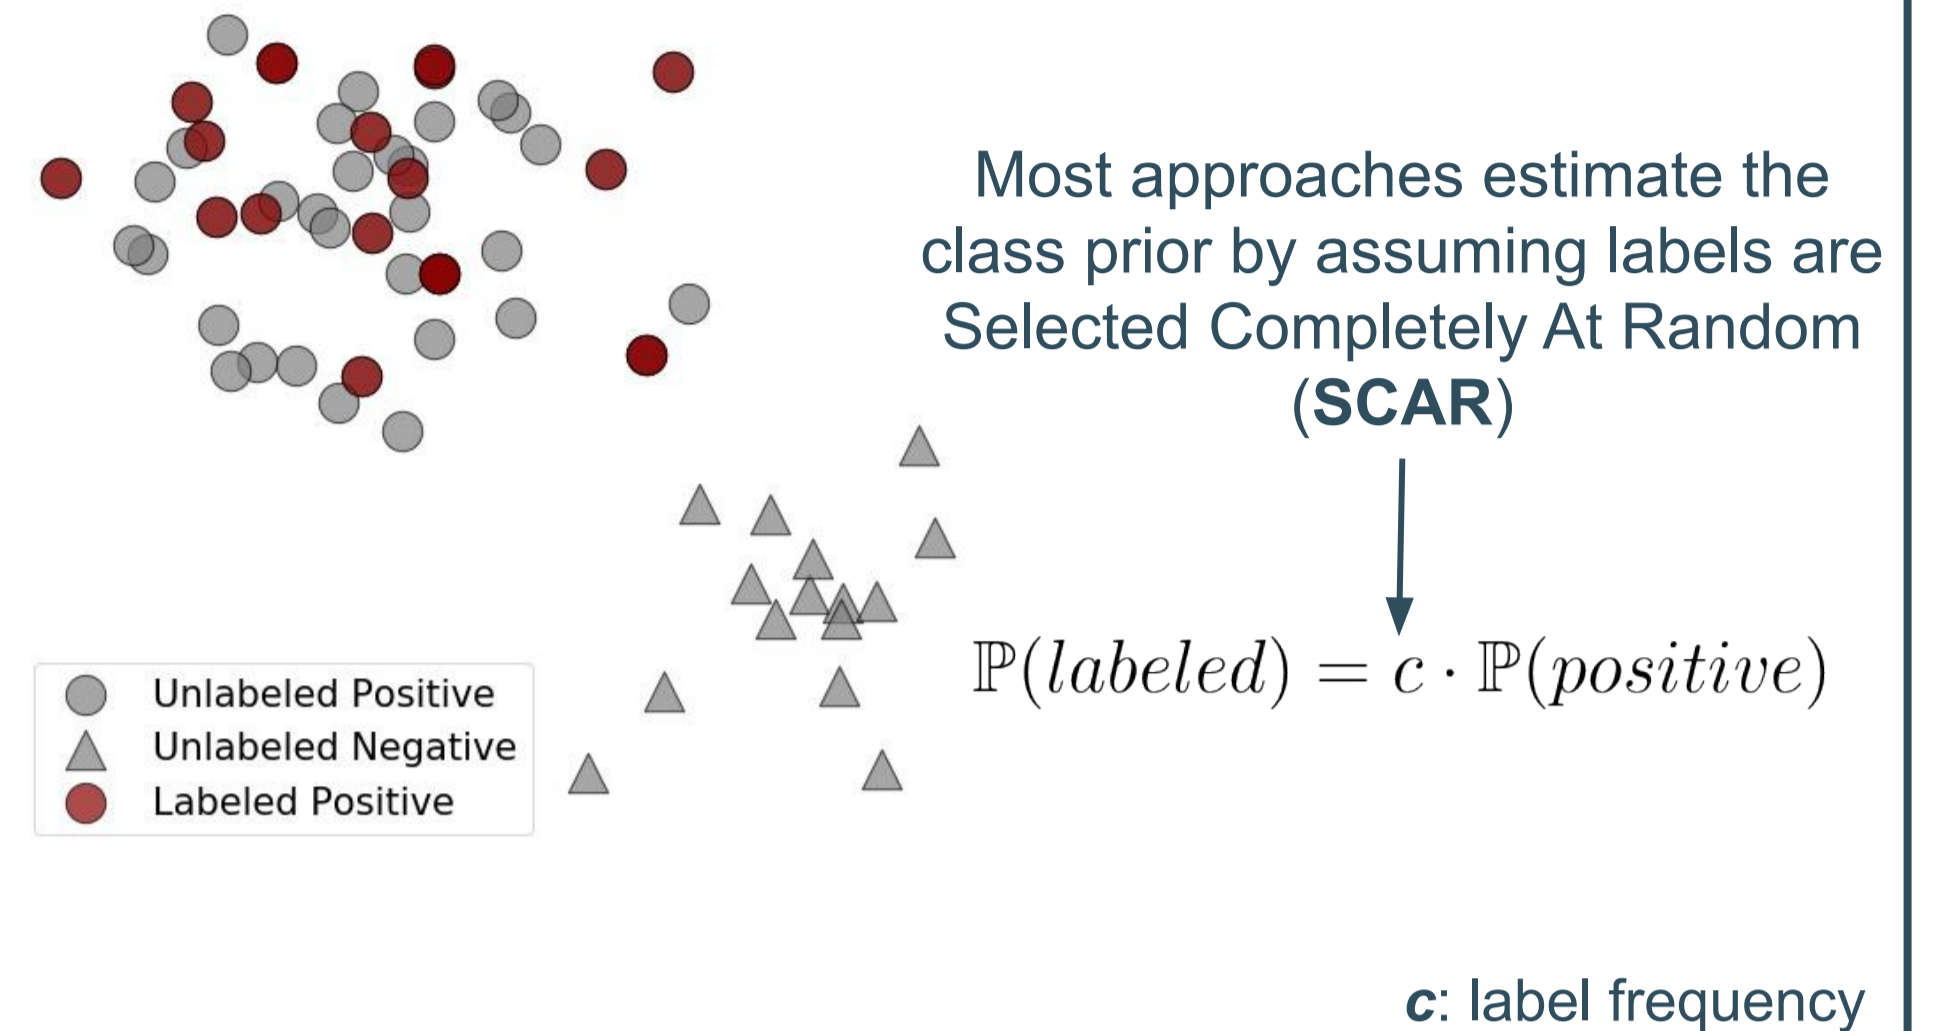 Most approaches estimate the
class prior by assuming labels are
Selected Completely At Random
(SCAR)
ℙ(labeled) = c · ℙ(positive)
Unlabeled Positive
Unlabeled Negative
Labeled Positive
c: label frequency